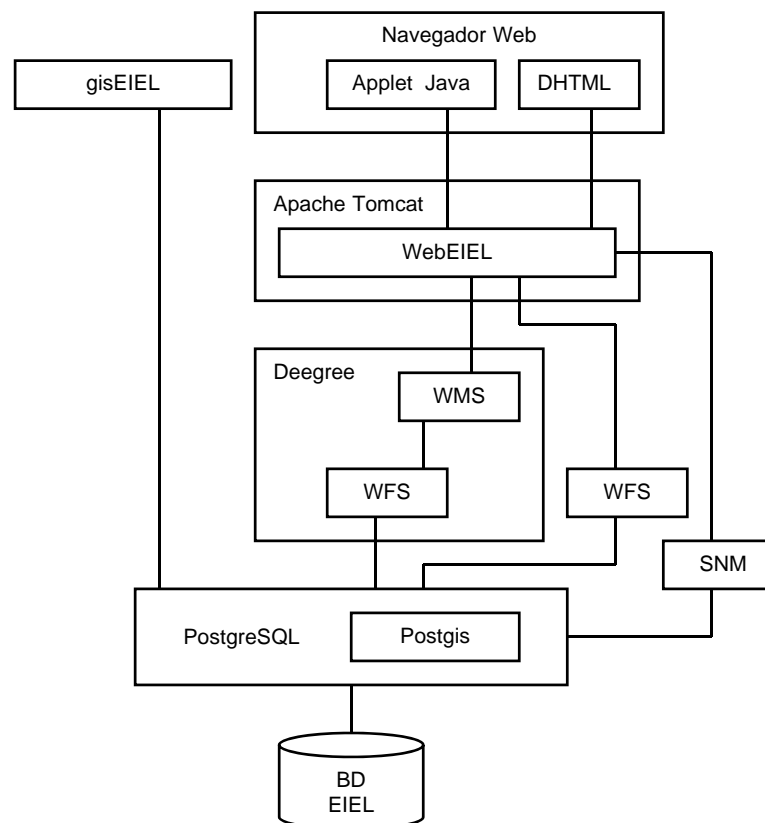 Navegador Web
gisEIEL
Applet Java
DHTML
Apache Tomcat
WebEIEL
Deegree
WMS
WFS
WFS
SNM
PostgreSQL
Postgis
BD
EIEL